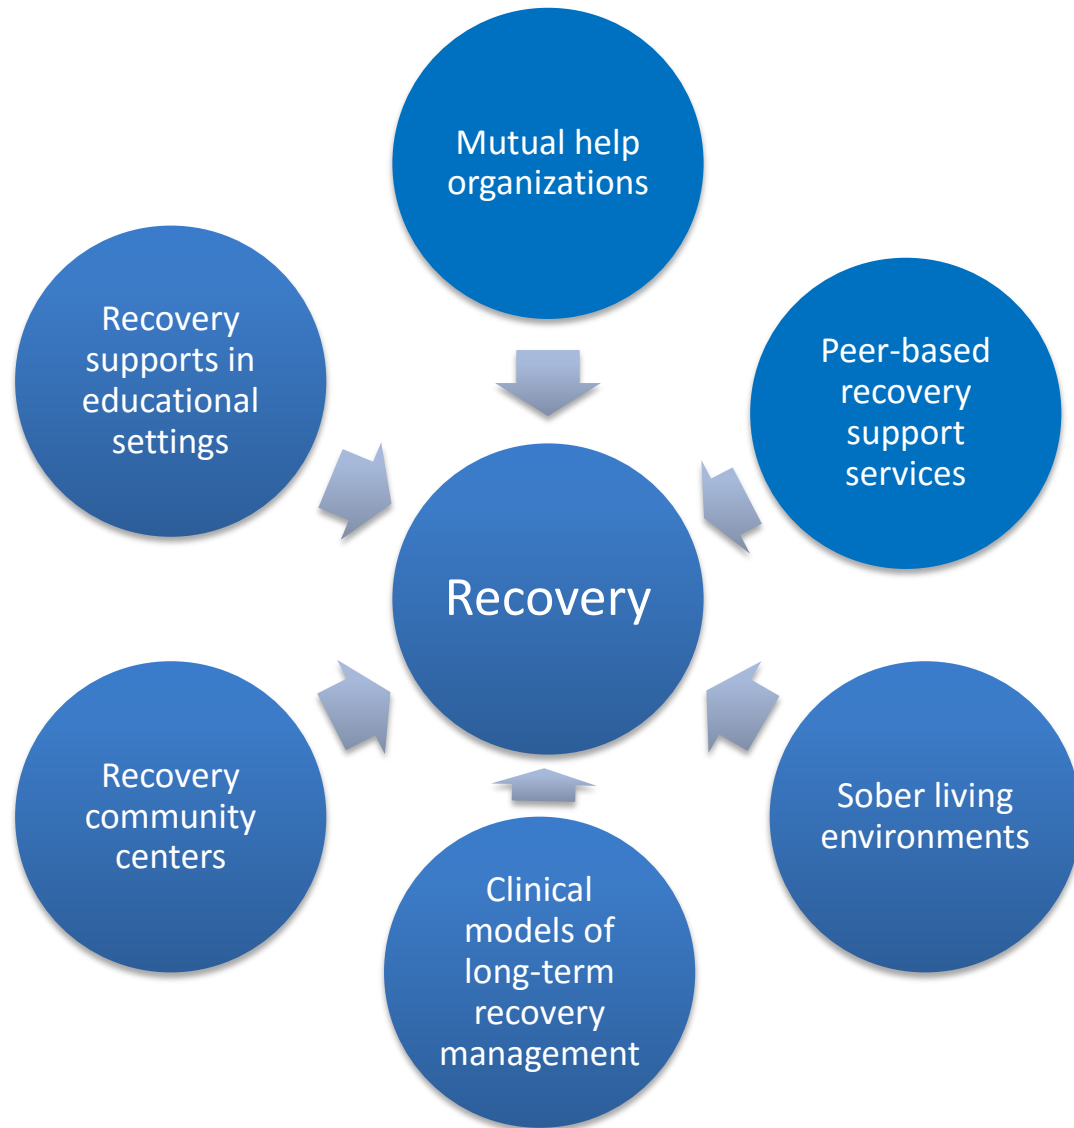 Mutual help
organizations
Recovery
supports in
educational
settings
Peer-based
recovery
support
services
Recovery
Recovery
community
centers
Sober living
environments
Clinical
models of
long-term
recovery
management